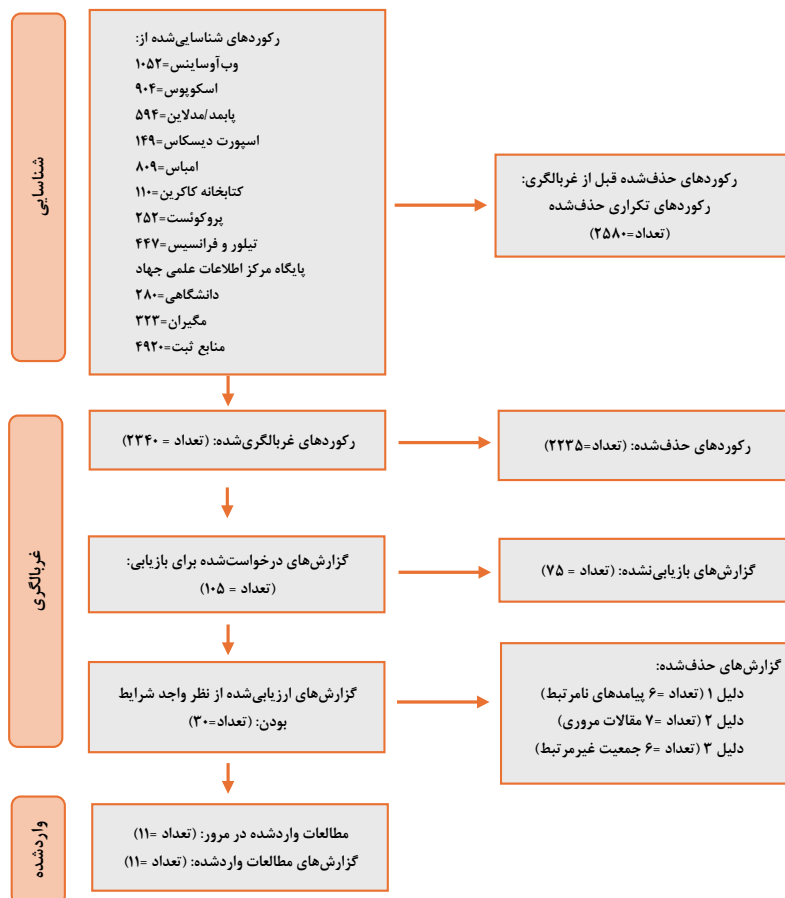 شناسایی
رکوردهای شناسایی‌شده از:
وب‌آوساینس=۱۰۵۲
اسکوپوس=۹۰۴
پابمد/مدلاین=۵۹۴
اسپورت دیسکاس=۱۴۹
امباس=۸۰۹
کتابخانه کاکرین=۱۱۰
پروکوئست=۲۵۲
تیلور و فرانسیس=۴۴۷
پایگاه مرکز اطلاعات علمی جهاد
دانشگاهی=۲۸۰
مگیران=۳۲۳
منابع ثبت=۴۹۲۰
رکوردهای حذف‌شده قبل از غربالگری:
رکوردهای تکراری حذف‌شده
(تعداد=۲۵۸۰)
غربالگری
رکوردهای غربالگری‌شده: (تعداد = ۲۳۴۰)
رکوردهای حذف‌شده: (تعداد=۲۲۳۵)
گزارش‌های درخواست‌شده برای بازیابی:
(تعداد = ۱۰۵)
گزارش‌های بازیابی‌نشده: (تعداد = ۷۵)
گزارش‌های ارزیابی‌شده از نظر واجد شرایط
بودن: (تعداد=۳۰)
گزارش‌های حذف‌شده:
دلیل ۱ (تعداد =۶ پیامدهای نامرتبط)
دلیل ۲ (تعداد =۷ مقالات مروری)
دلیل ۳ (تعداد =۶ جمعیت غیرمرتبط)
واردشده
مطالعات واردشده در مرور: (تعداد =۱۱)
گزارش‌های مطالعات واردشده: (تعداد =۱۱)